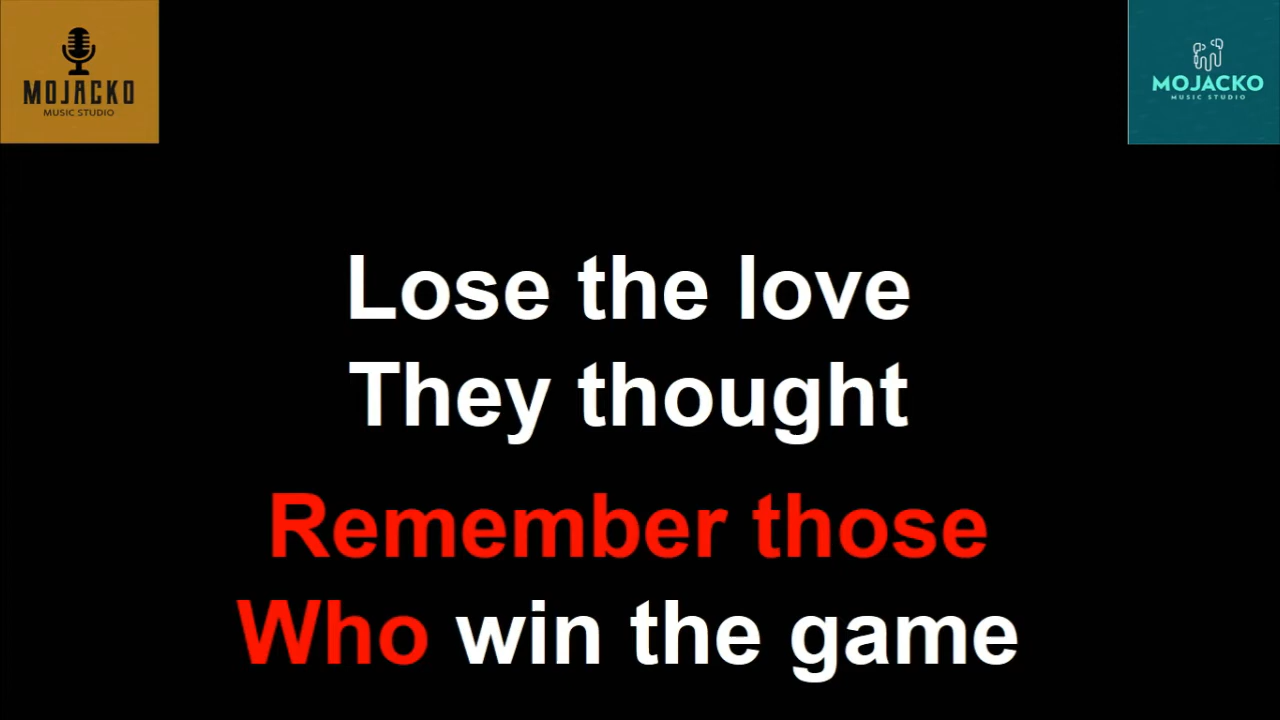 MOJACKO
MUSIC STUDIO
MOJACKO
MUSIC STUDIO
Lose the love
They thought
Remember those
Who win the game